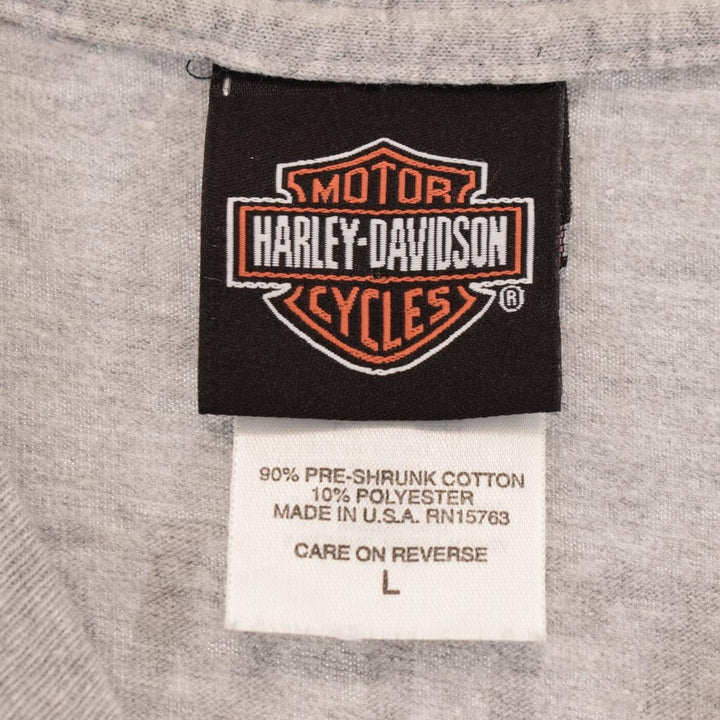 MOTOR
HARLEY-DAVIDSON
CYCLES ®
90% PRE-SHRUNK COTTON
10% POLYESTER
MADE IN U.S.A. RN15763
CARE ON REVERSE
L